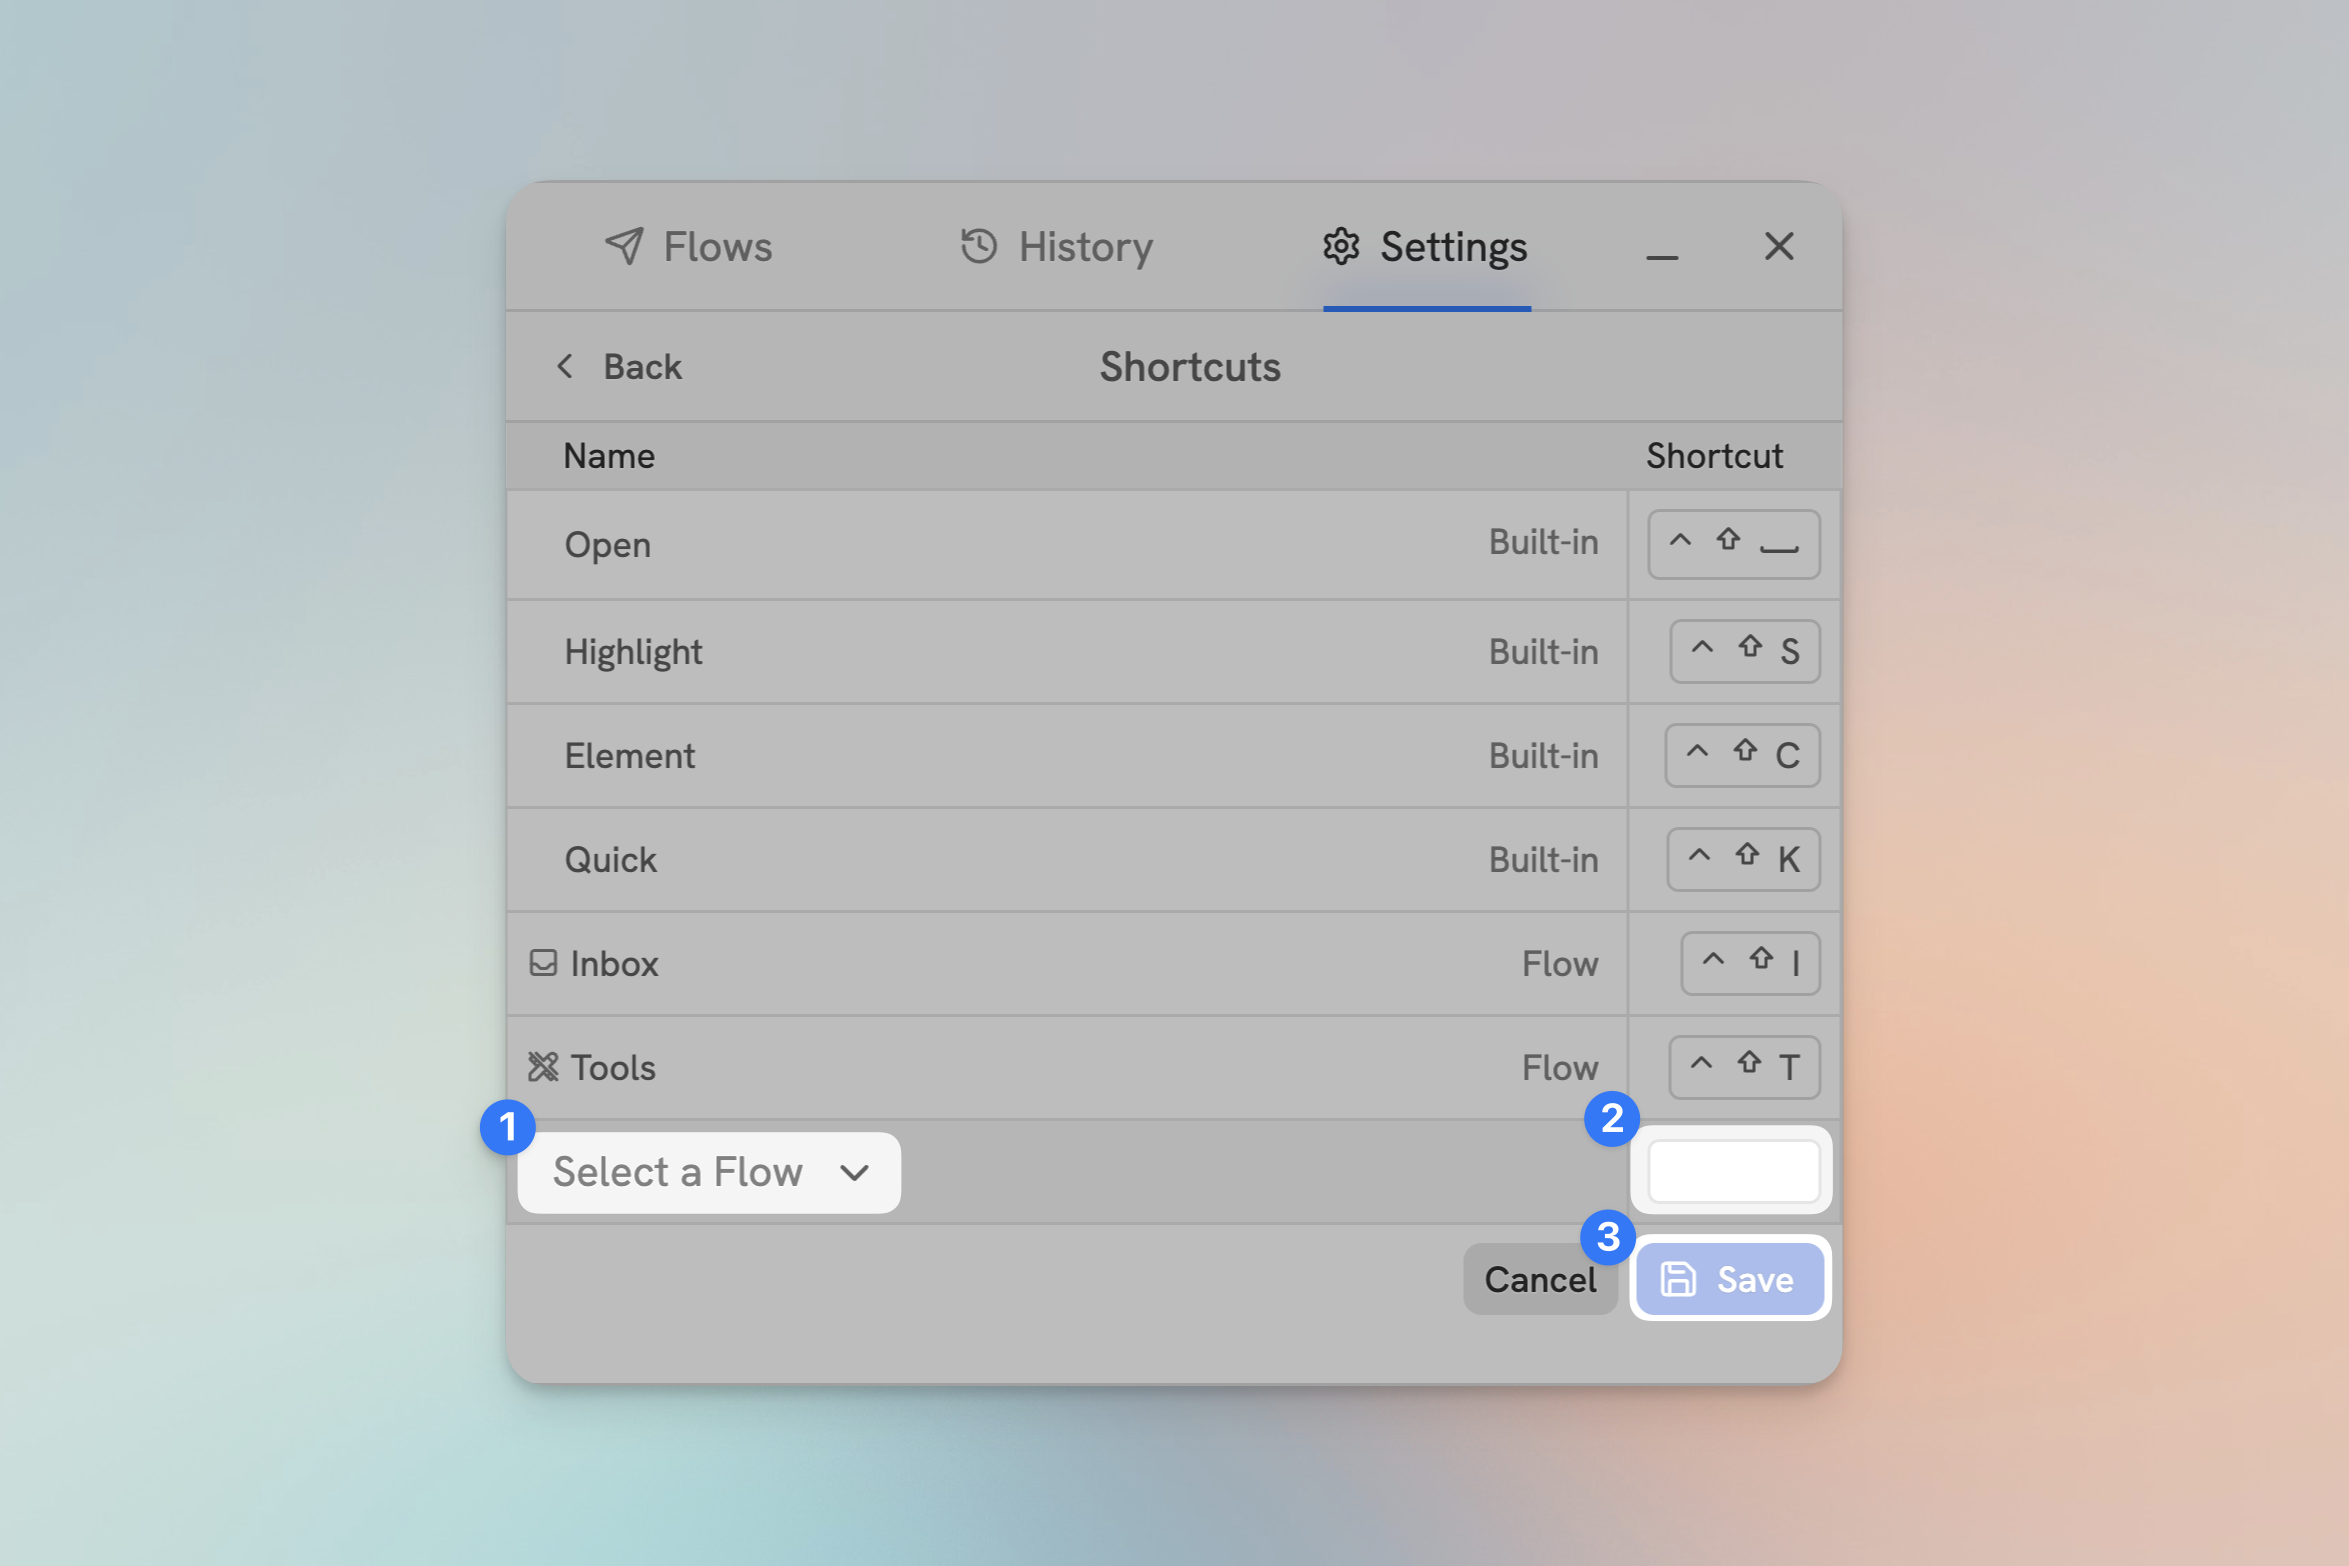 Flows History Settings
Back Shortcuts
Name Shortcut
Open Built-in ^ ⇧ ⎵
Highlight Built-in ^ ⇧ S
Element Built-in ^ ⇧ C
Quick Built-in ^ ⇧ K
Inbox Flow ^ ⇧ I
Tools Flow ^ ⇧ T
1 2
Select a Flow
3
Cancel Save